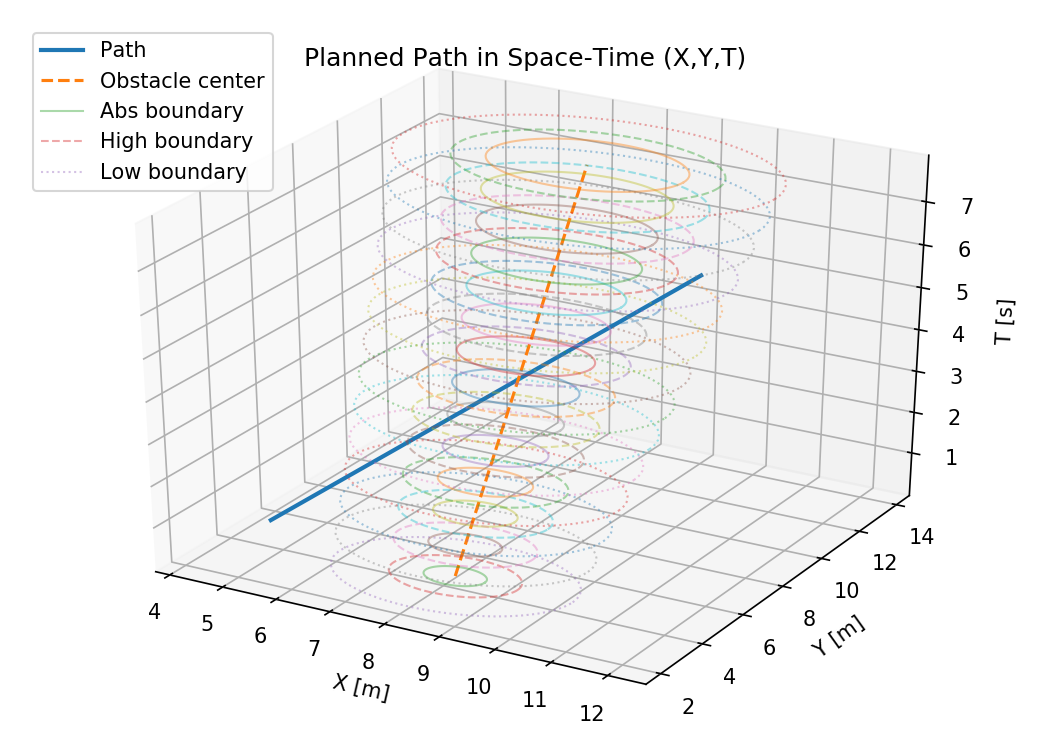 Planned Path in Space-Time (X,Y,T)
Path
Obstacle center
Abs boundary
High boundary
Low boundary
7
6
5
4
3
2
1
T [s]
4
5
6
7
8
9
10
11
12
X [m]
2
4
6
8
10
12
14
Y [m]